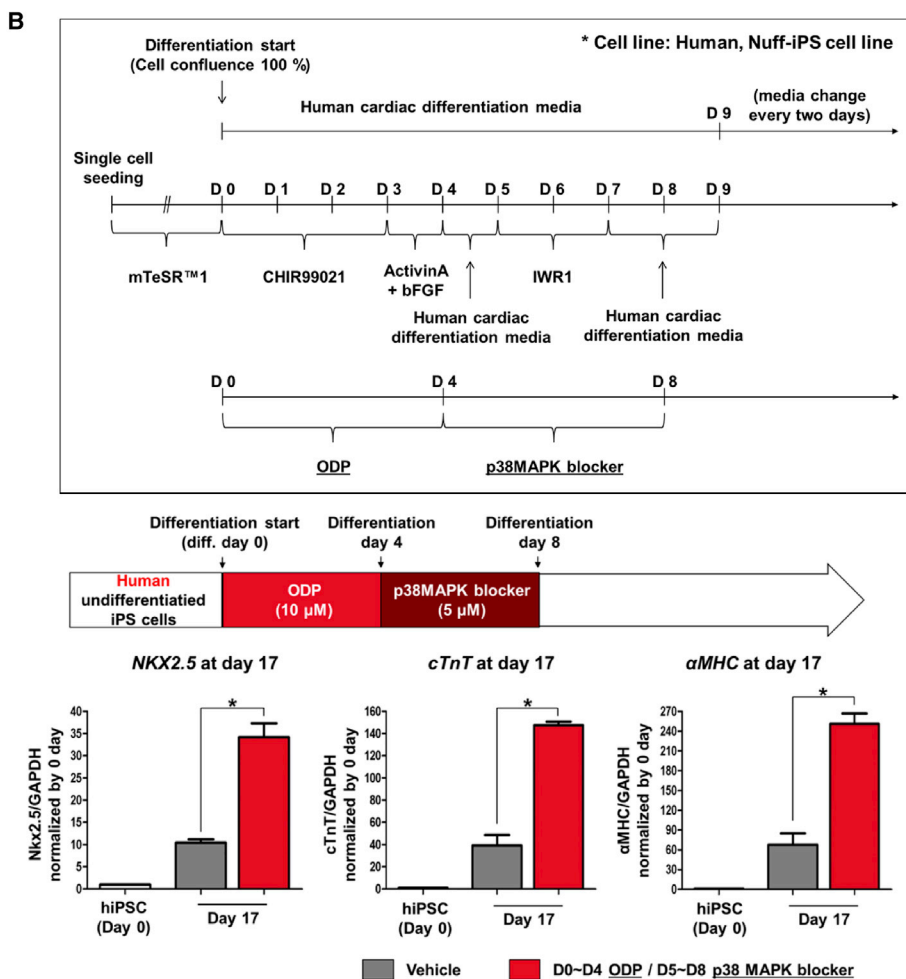 B
Differentiation start
(Cell confluence 100 %)
* Cell line: Human, Nuff-iPS cell line
Human cardiac differentiation media
D 9
(media change
every two days)
Single cell
seeding
D 0 D 1 D 2 D 3 D 4 D 5 D 6 D 7 D 8 D 9
mTeSR™1
CHIR99021
ActivinA
+ bFGF
IWR1
Human cardiac
differentiation media
Human cardiac
differentiation media
D 0 D 4 D 8
ODP
p38MAPK blocker
Differentiation start
(diff. day 0)
Differentiation
day 4
Differentiation
day 8
Human
undifferentiatied
iPS cells
ODP
(10 µM)
p38MAPK blocker
(5 µM)
NKX2.5 at day 17
Nkx2.5/GAPDH
normalized by 0 day
40
35
30
25
20
15
10
5
0
*
hiPSC
(Day 0)
Day 17
cTnT at day 17
cTnT/GAPDH
normalized by 0 day
160
140
120
100
80
60
40
20
0
*
hiPSC
(Day 0)
Day 17
αMHC at day 17
αMHC/GAPDH
normalized by 0 day
270
240
210
180
150
120
90
60
30
0
*
hiPSC
(Day 0)
Day 17
Vehicle
D0~D4 ODP / D5~D8 p38 MAPK blocker